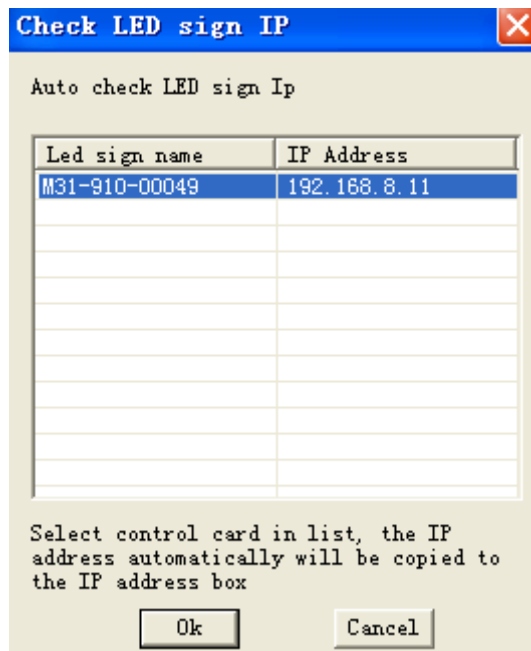 Check LED sign IP
Auto check LED sign Ip
Led sign name IP Address
M31-910-00049 192.168.8.11
Select control card in list, the IP
address automatically will be copied to
the IP address box
Ok Cancel